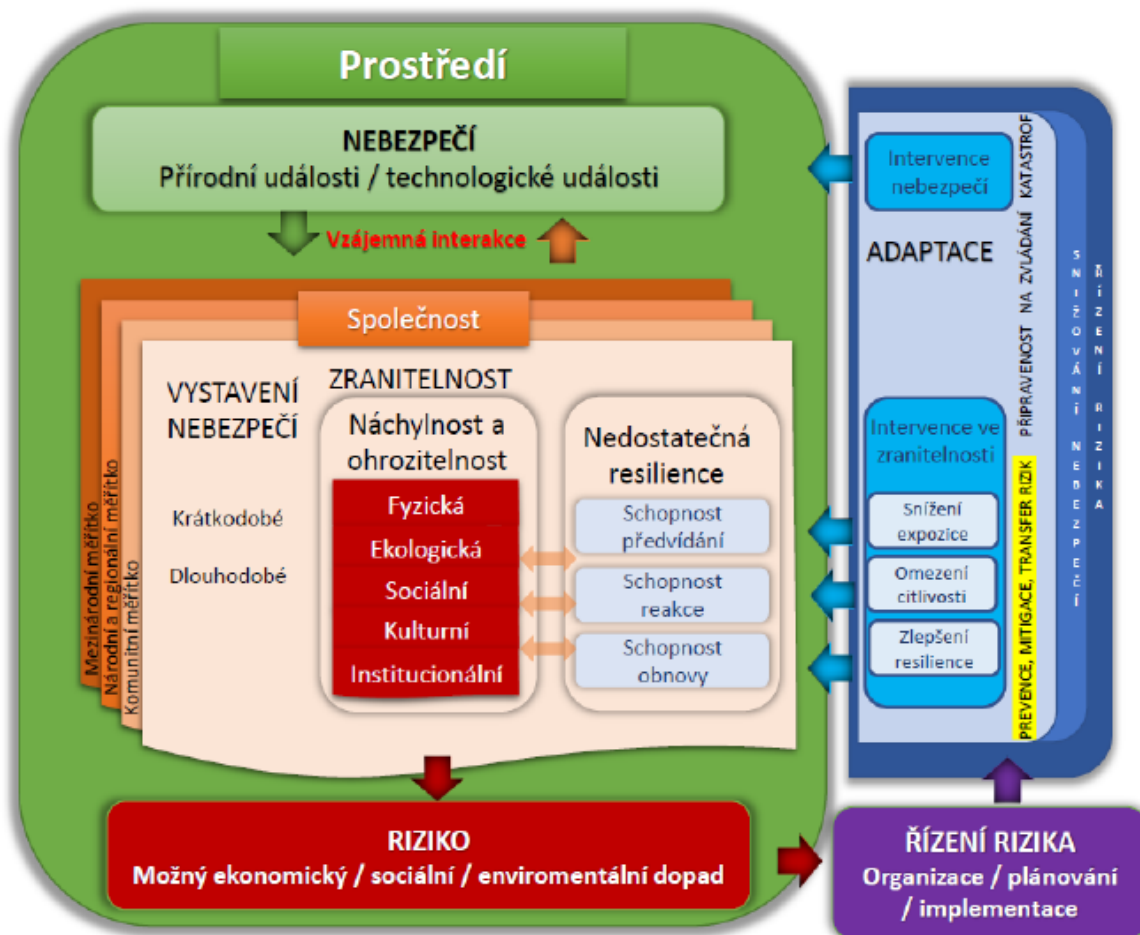 Prostředí
NEBEZPEČÍ
Přírodní události / technologické události
Vzájemná interakce
Společnost
Mezinárodní měřítko
Národní a regionální měřítko
Komunitní měřítko
VYSTAVENÍ
NEBEZPEČÍ
Krátkodobé
Dlouhodobé
ZRANITELNOST
Náchylnost a
ohrozitelnost
Fyzická
Ekologická
Sociální
Kulturní
Institucionální
Nedostatečná
resilience
Schopnost
předvídání
Schopnost
reakce
Schopnost
obnovy
RIZIKO
Možný ekonomický / sociální / enviromentální dopad
Intervence
nebezpečí
ADAPTACE
Intervence ve
zranitelnosti
Snížení
expozice
Omezení
citlivosti
Zlepšení
resilience
PREVENCE, MITIGACE, TRANSFER RIZIK PŘIPRAVENOST NA ZVLÁDÁNÍ KATASTROF
SNIŽOVÁNÍ NEBEZPEČÍ
ŘÍZENÍ RIZIKA
ŘÍZENÍ RIZIKA
Organizace / plánování
/ implementace